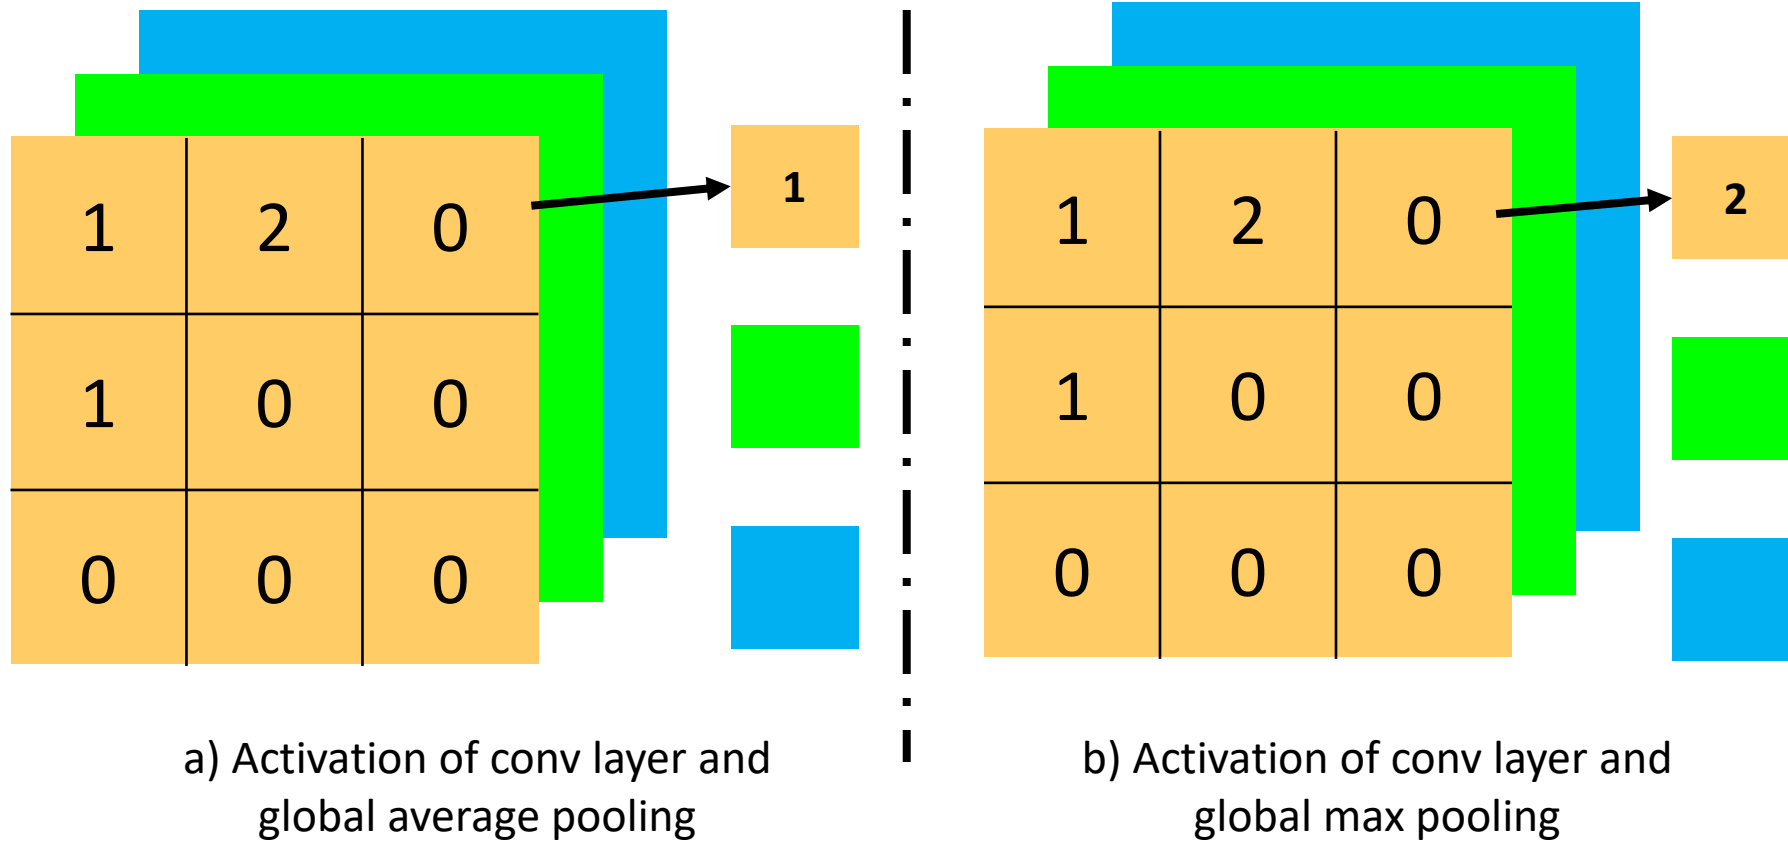 1 2 0
1 0 0
0 0 0
1
a) Activation of conv layer and
global average pooling
1 2 0
1 0 0
0 0 0
2
b) Activation of conv layer and
global max pooling